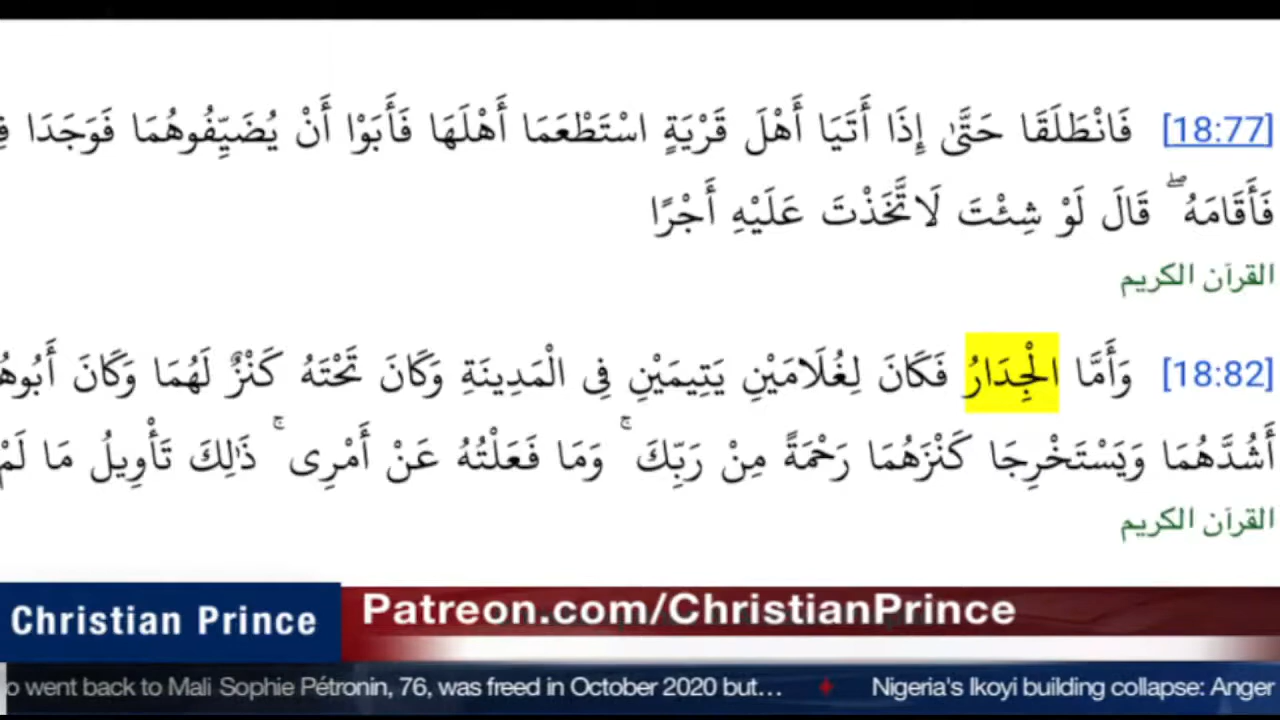 [18:77] فَانْطَلَقَا حَتَّىٰ إِذَا أَتَيَا أَهْلَ قَرْيَةٍ اسْتَطْعَمَا أَهْلَهَا فَأَبَوْا أَنْ يُضَيِّفُوهُمَا فَوَجَدَا
فَأَقَامَهُ ۖ قَالَ لَوْ شِئْتَ لَاتَّخَذْتَ عَلَيْهِ أَجْرًا
القرآن الكريم
[18:82] وَأَمَّا الْجِدَارُ فَكَانَ لِغُلَامَيْنِ يَتِيمَيْنِ فِى الْمَدِينَةِ وَكَانَ تَحْتَهُ كَنْزٌ لَهُمَا وَكَانَ
أَشُدَّهُمَا وَيَسْتَخْرِجَا كَنْزَهُمَا رَحْمَةً مِنْ رَبِّكَ ۚ وَمَا فَعَلْتُهُ عَنْ أَمْرِى ۚ ذَٰلِكَ تَأْوِيلُ مَا لَمْ
القرآن الكريم
Christian Prince Patreon.com/ChristianPrince
o went back to Mali Sophie Pétronin, 76, was freed in October 2020 but... Nigeria's Ikoyi building collapse: Anger